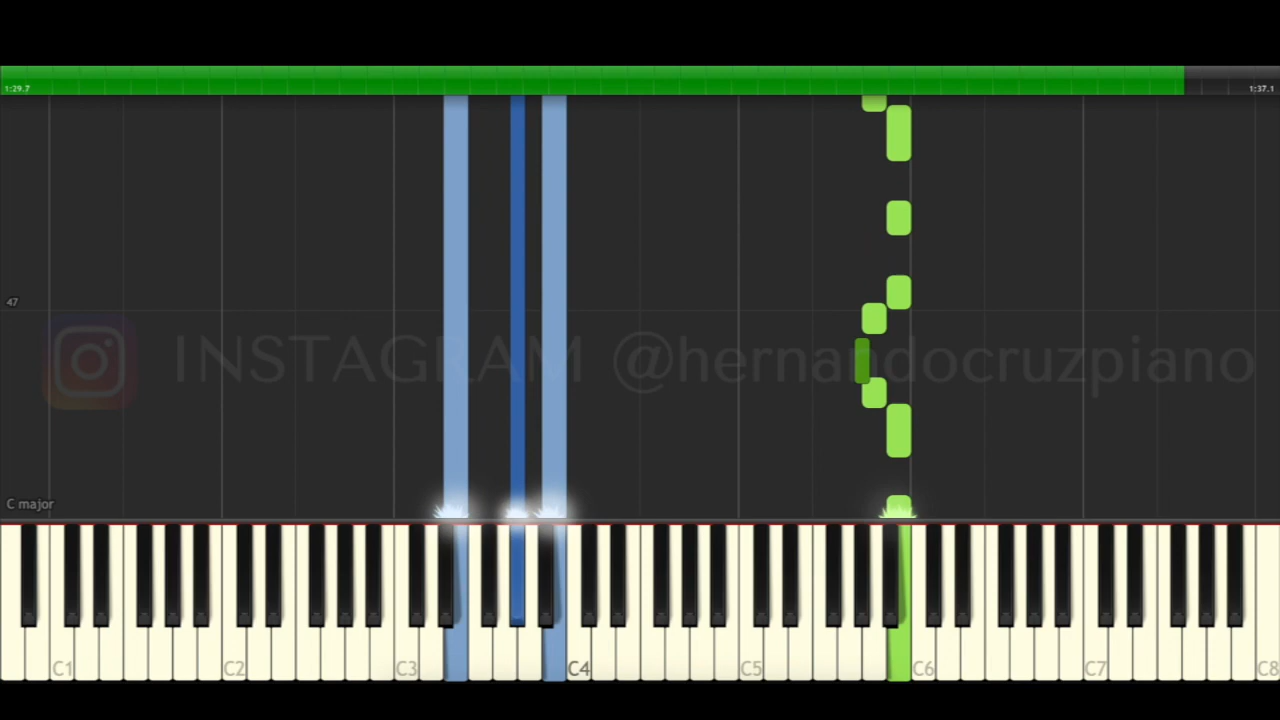 1:29.7
1:37.1
47
INSTAGRAM @hernandocruzpiano
C major
C1 C2 C3 C4 C5 C6 C7 C8